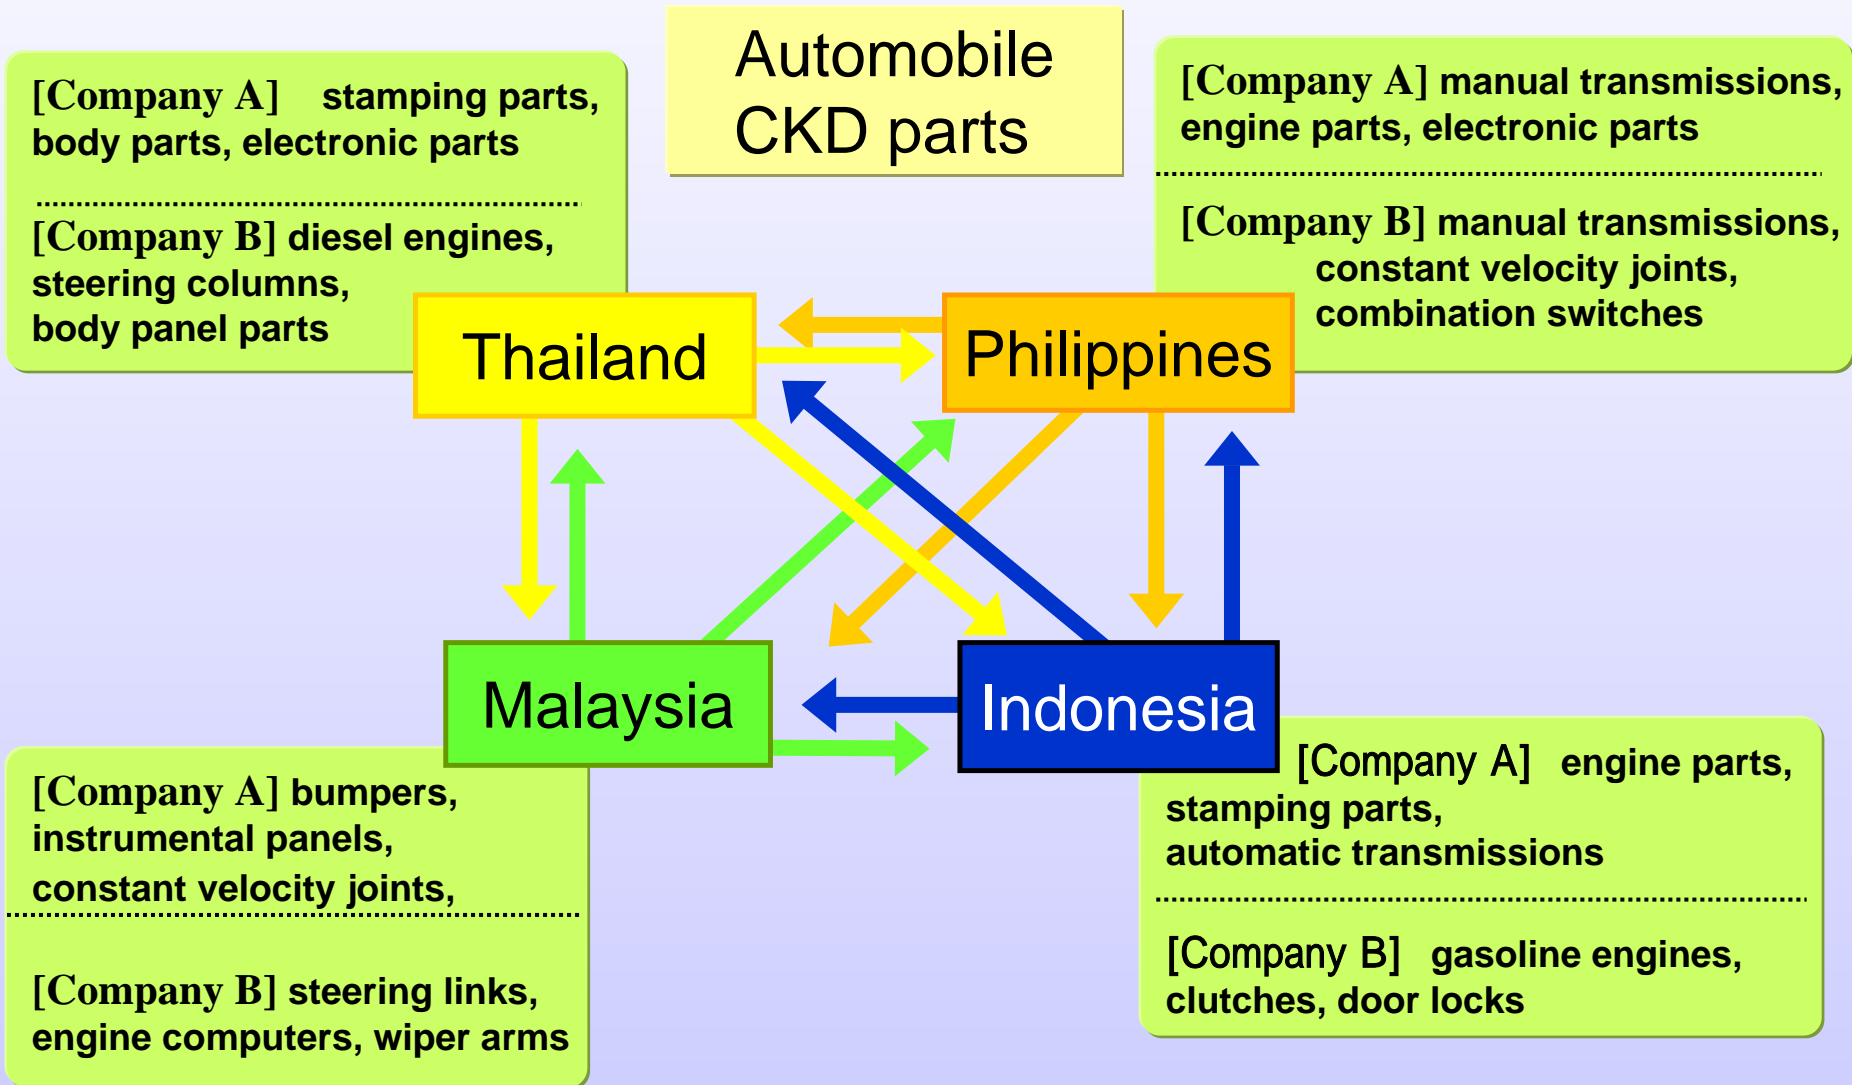 Automobile
CKD parts
[Company A] stamping parts,
body parts, electronic parts
[Company B] diesel engines,
steering columns,
body panel parts
[Company A] manual transmissions,
engine parts, electronic parts
[Company B] manual transmissions,
constant velocity joints,
combination switches
Thailand
Philippines
Malaysia
Indonesia
[Company A] bumpers,
instrumental panels,
constant velocity joints,
[Company B] steering links,
engine computers, wiper arms
[Company A] engine parts,
stamping parts,
automatic transmissions
[Company B] gasoline engines,
clutches, door locks